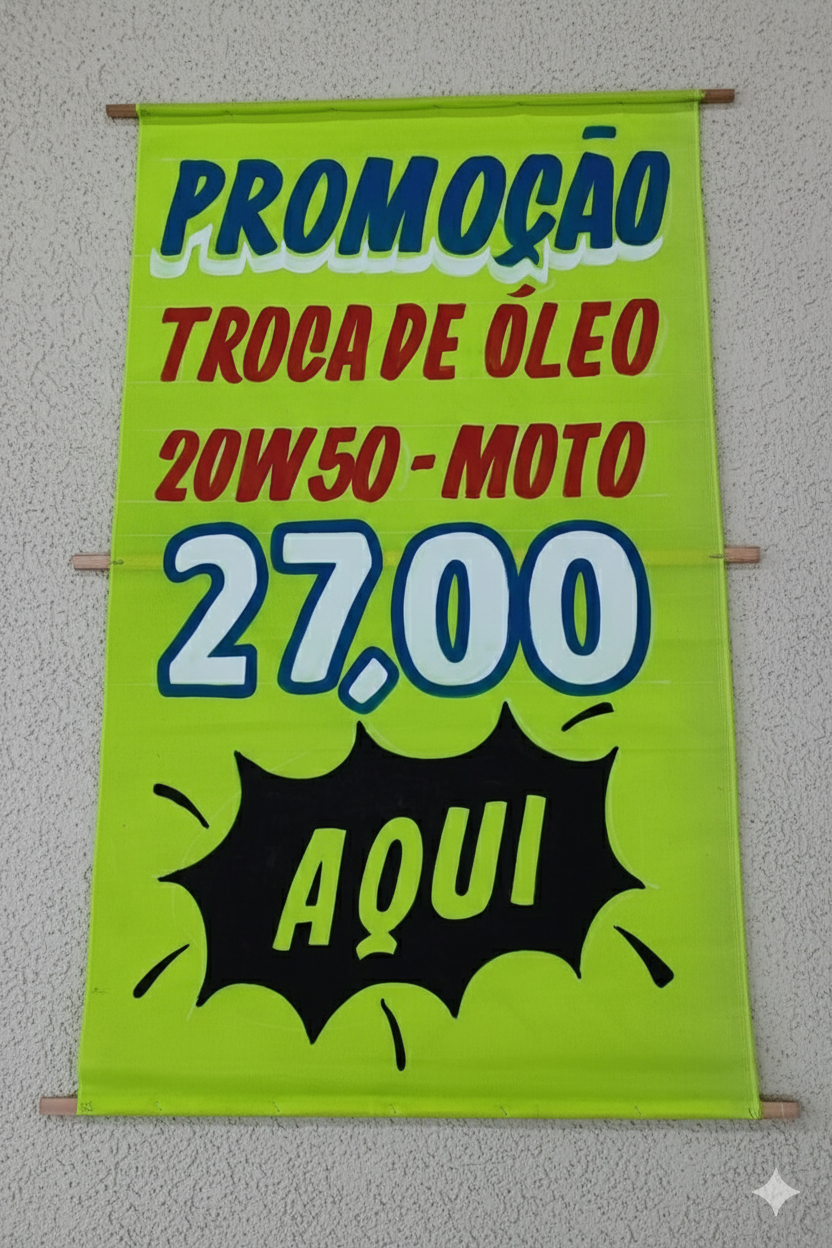 PROMOÇÃO
TROCA DE ÓLEO
20W50-MOTO
27,00
AQUI